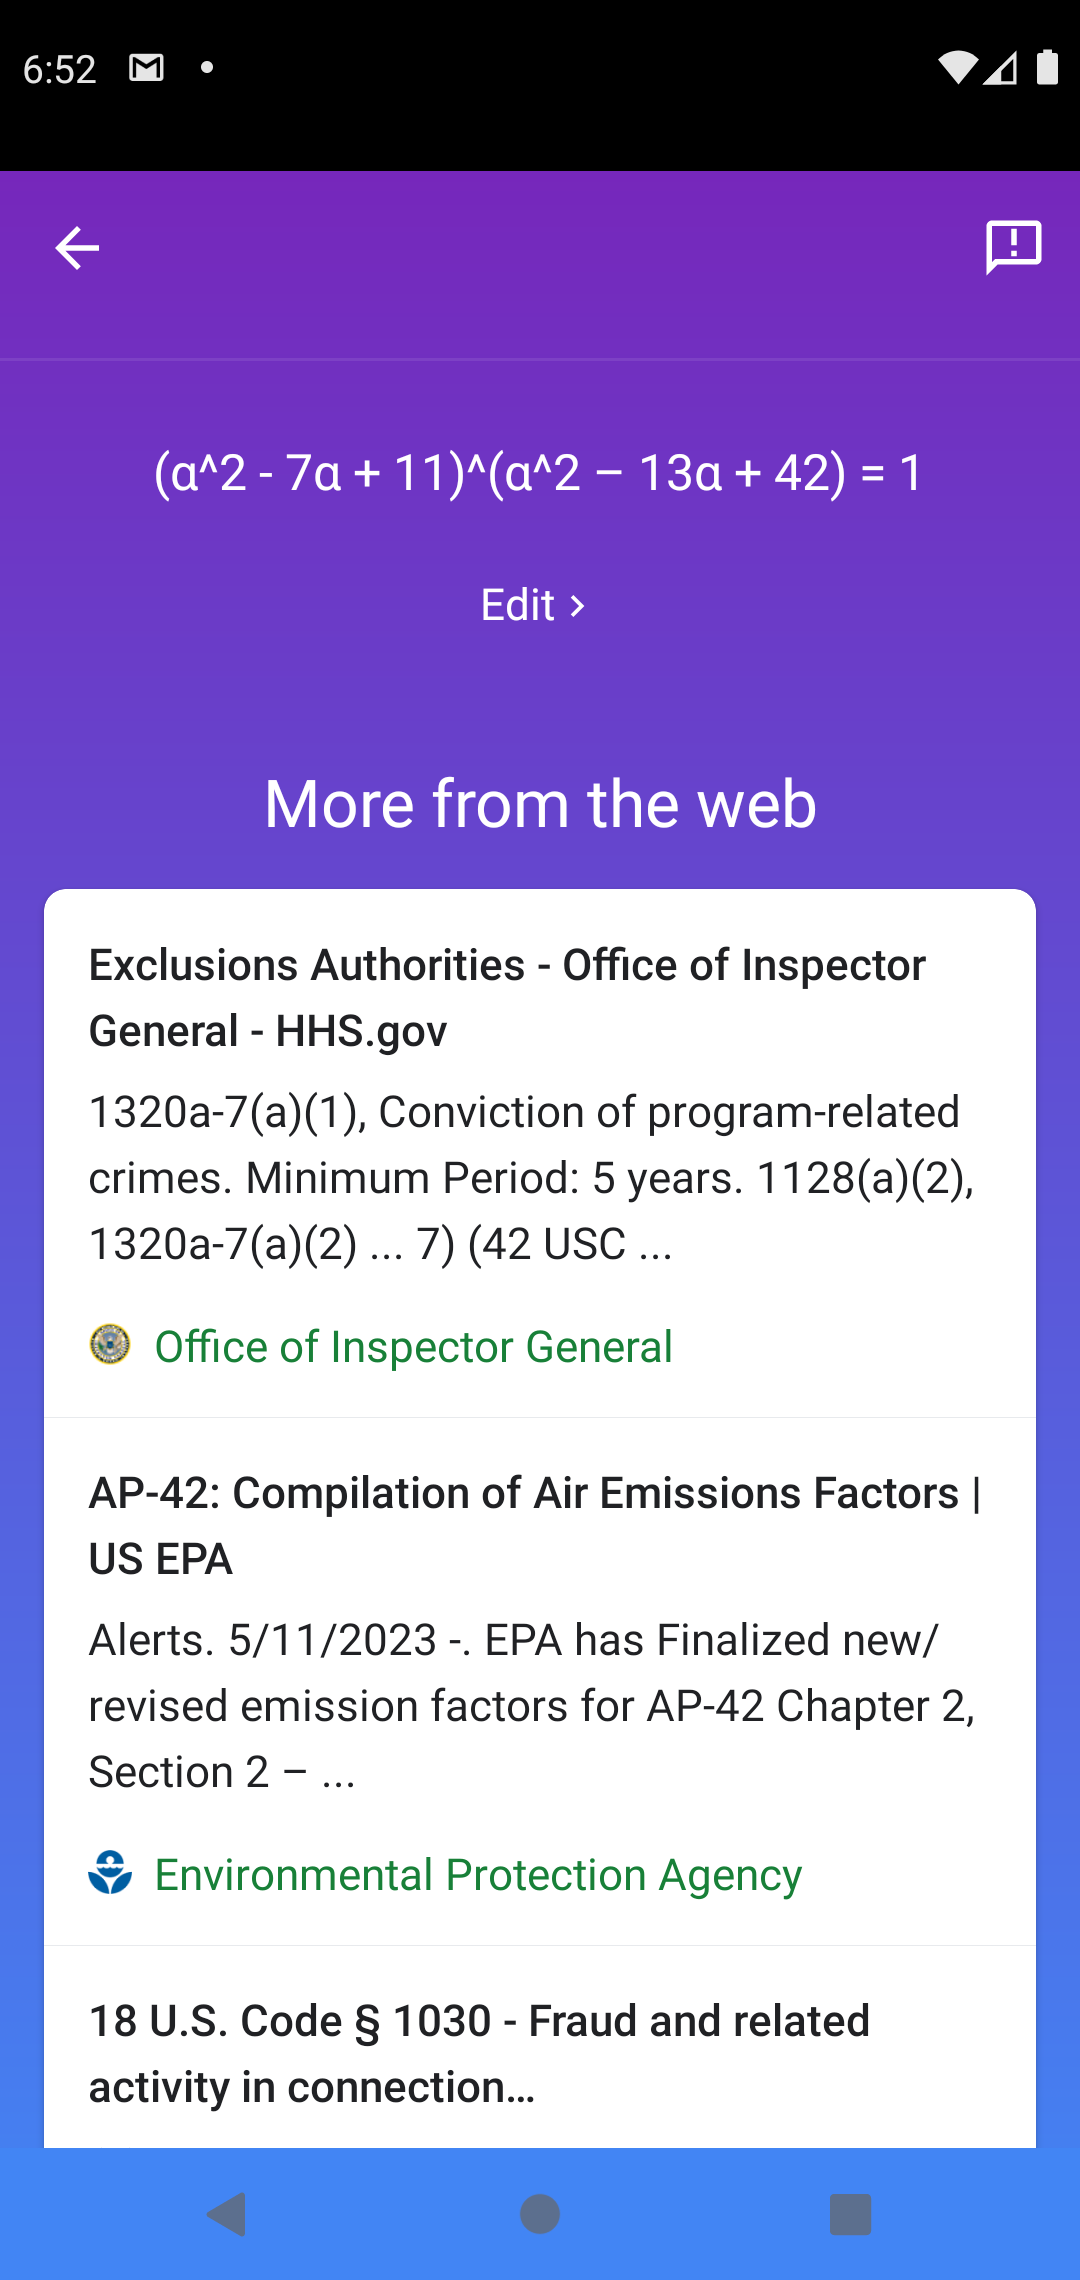 6:52
(ɑ^2 - 7ɑ + 11)^(ɑ^2 – 13ɑ + 42) = 1
Edit ›
More from the web
Exclusions Authorities - Office of Inspector
General - HHS.gov
1320a-7(a)(1), Conviction of program-related
crimes. Minimum Period: 5 years. 1128(a)(2),
1320a-7(a)(2) ... 7) (42 USC ...
Office of Inspector General
AP-42: Compilation of Air Emissions Factors |
US EPA
Alerts. 5/11/2023 -. EPA has Finalized new/
revised emission factors for AP-42 Chapter 2,
Section 2 – ...
Environmental Protection Agency
18 U.S. Code § 1030 - Fraud and related
activity in connection…